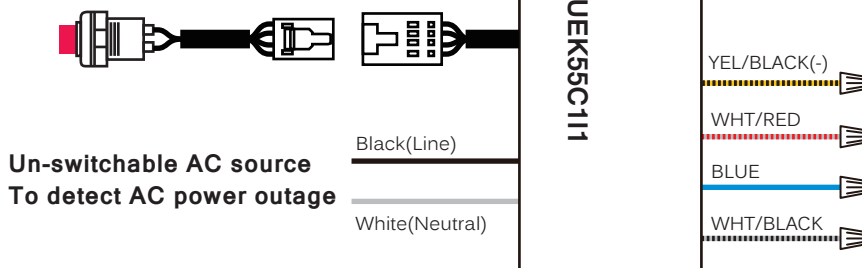 UEK55C1I1
YEL/BLACK(-)
WHT/RED
Black(Line)
Un-switchable AC source
To detect AC power outage
BLUE
White(Neutral)
WHT/BLACK